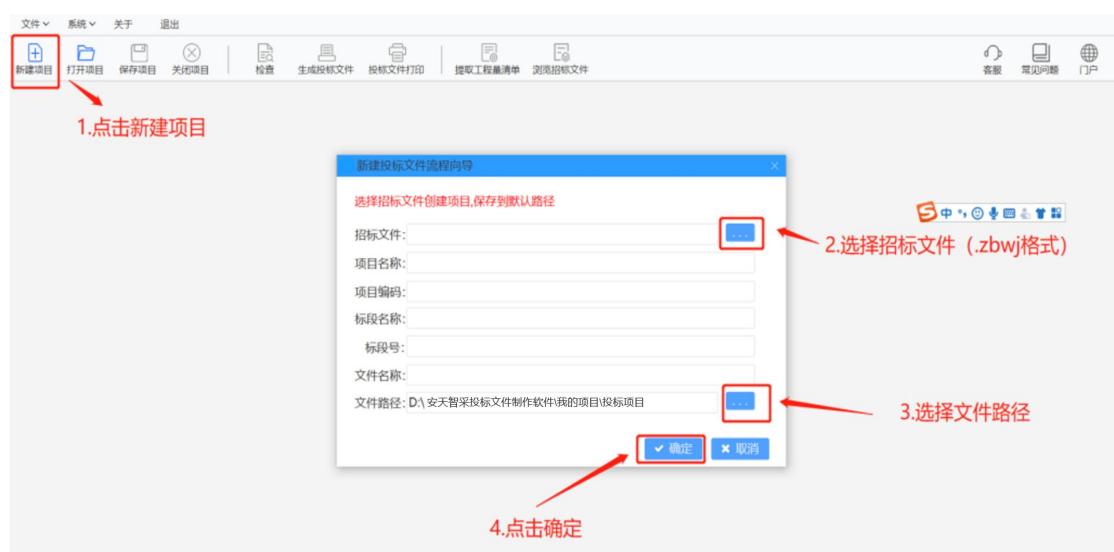 文件 系统 关于 退出
新建项目 打开项目 保存项目 关闭项目 检查 生成投标文件 投标文件打印 提取工程量清单 浏览招标文件 客服 常见问题 门户
1.点击新建项目
新建投标文件流程向导
选择招标文件创建项目,保存到默认路径
中
招标文件:
...
2.选择招标文件（.zbwj格式）
项目名称:
项目编码:
标段名称:
标段号:
文件名称:
文件路径: D:\ 安天智采投标文件制作软件\我的项目\投标项目
...
3.选择文件路径
确定 取消
4.点击确定